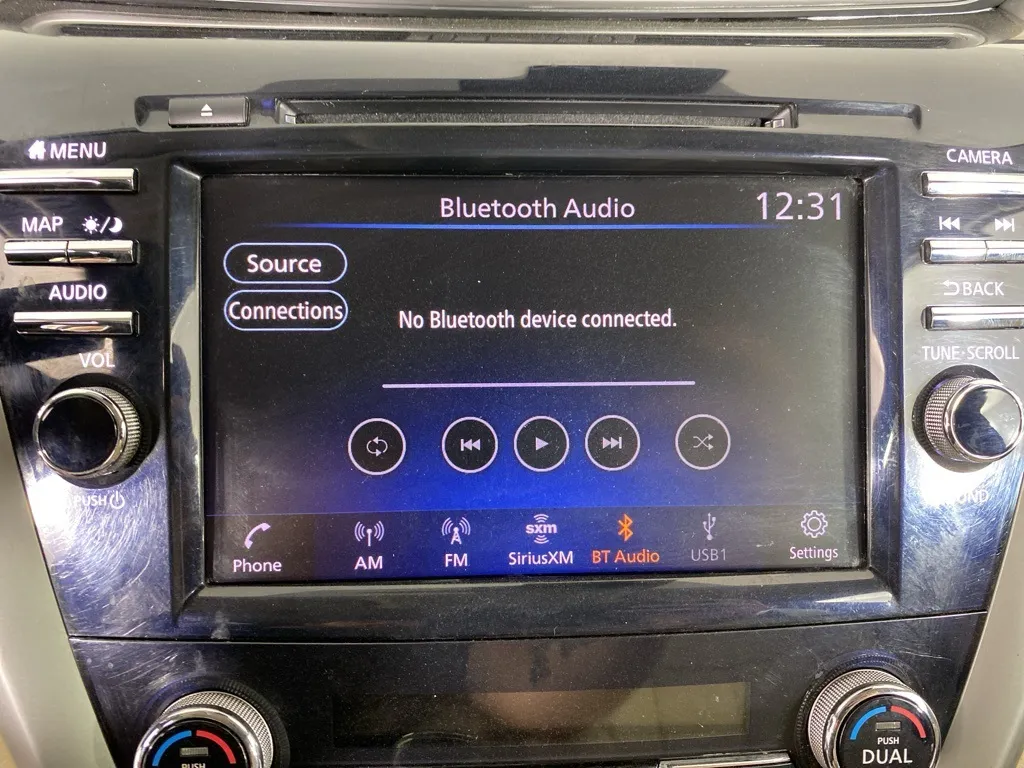 MENU
CAMERA
MAP
AUDIO
VOL
PUSH
Bluetooth Audio
12:31
Source
Connections
No Bluetooth device connected.
Phone
AM
FM
sxm
SiriusXM
BT Audio
USB1
Settings
BACK
TUNE·SCROLL
PUSH
PUSH
DUAL